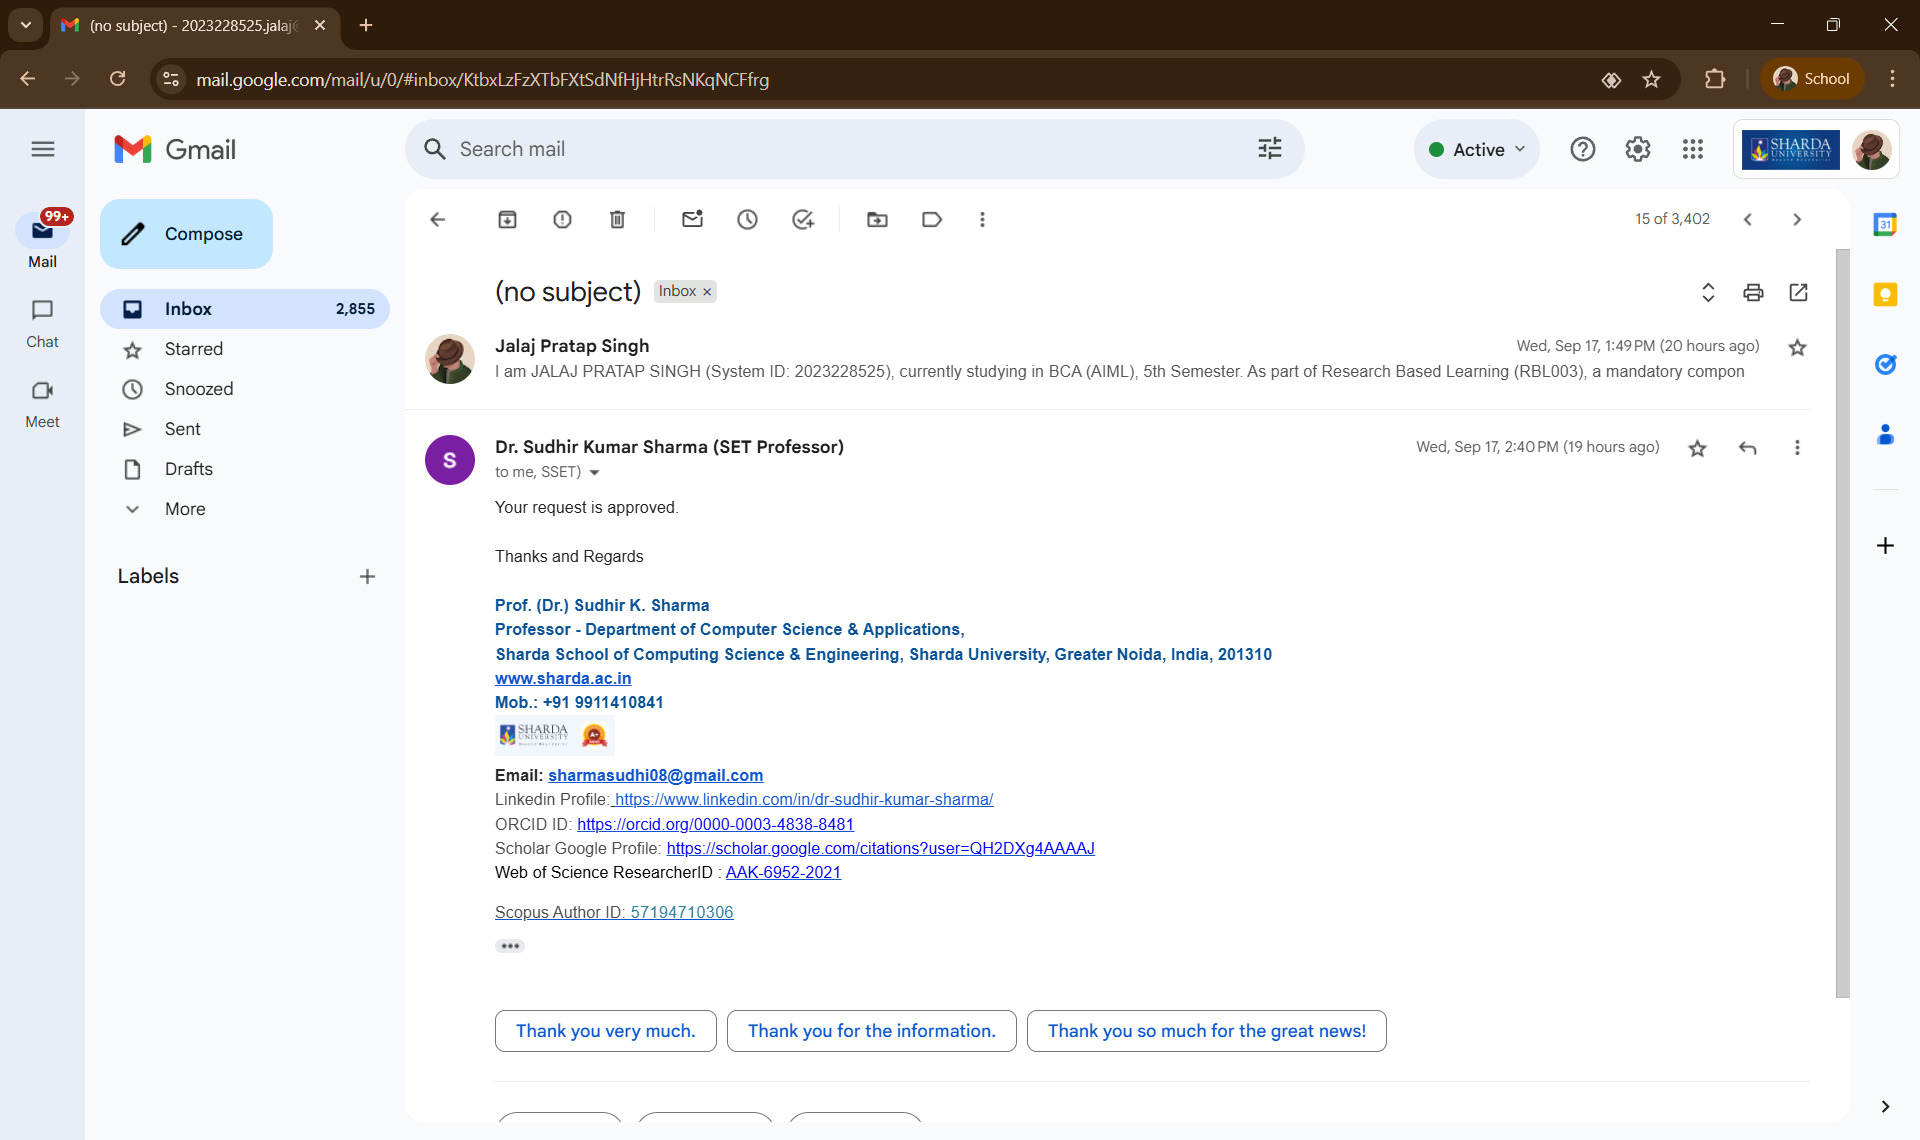 (no subject) - 2023228525.jalaj
mail.google.com/mail/u/0/#inbox/KtbxLzFzXTbFXtSdNfHjHtrRsNKqNCFfrg
School
Gmail
Search mail
Active
SHARDA
UNIVERSITY
99+
Mail
Chat
Meet
Compose
Inbox 2,855
Starred
Snoozed
Sent
Drafts
More
Labels
15 of 3,402
31
(no subject) Inbox ×
Jalaj Pratap Singh
Wed, Sep 17, 1:49 PM (20 hours ago)
I am JALAJ PRATAP SINGH (System ID: 2023228525), currently studying in BCA (AIML), 5th Semester. As part of Research Based Learning (RBL003), a mandatory compon
S
Dr. Sudhir Kumar Sharma (SET Professor)
Wed, Sep 17, 2:40 PM (19 hours ago)
to me, SSET)
Your request is approved.
Thanks and Regards
Prof. (Dr.) Sudhir K. Sharma
Professor - Department of Computer Science & Applications,
Sharda School of Computing Science & Engineering, Sharda University, Greater Noida, India, 201310
www.sharda.ac.in
Mob.: +91 9911410841
SHARDA
UNIVERSITY
A+
Email: sharmasudhi08@gmail.com
Linkedin Profile: https://www.linkedin.com/in/dr-sudhir-kumar-sharma/
ORCID ID: https://orcid.org/0000-0003-4838-8481
Scholar Google Profile: https://scholar.google.com/citations?user=QH2DXg4AAAAJ
Web of Science ResearcherID : AAK-6952-2021
Scopus Author ID: 57194710306
Thank you very much.
Thank you for the information.
Thank you so much for the great news!